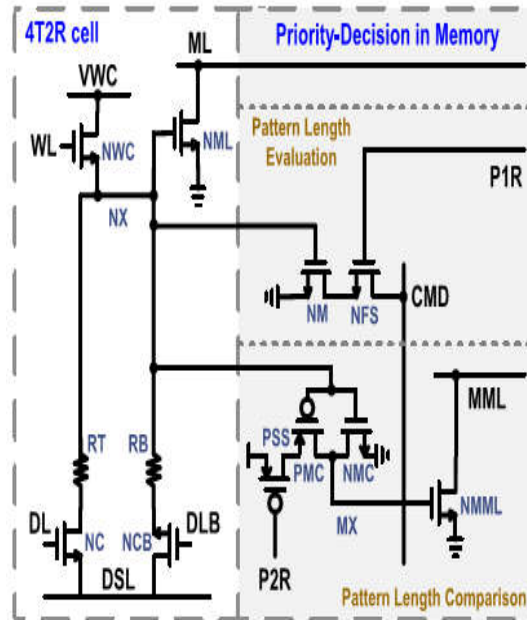 4T2R cell
Priority-Decision in Memory
ML
VWC
WL
NWC
NML
Pattern Length
Evaluation
P1R
NX
NM
NFS
CMD
MML
RT
RB
PSS
PMC
NMC
DL
NC
NCB
DLB
MX
NMML
DSL
P2R
Pattern Length Comparison